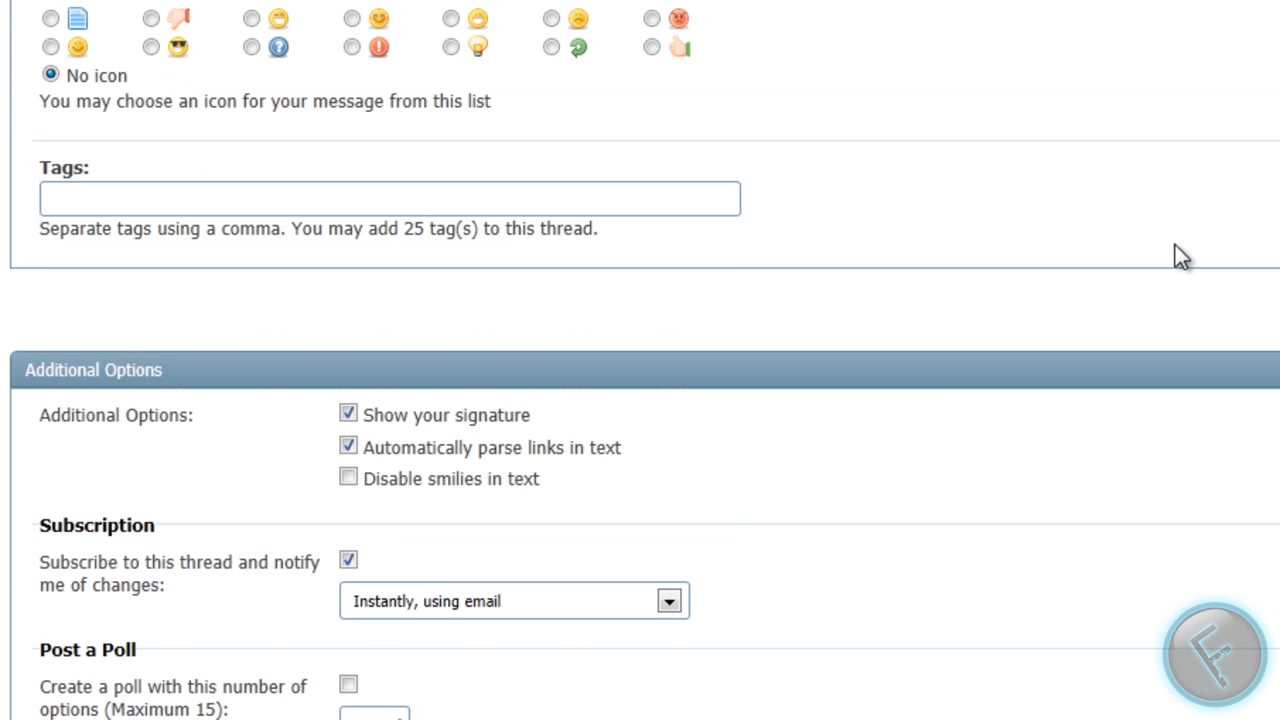 No icon
You may choose an icon for your message from this list
Tags:
Separate tags using a comma. You may add 25 tag(s) to this thread.
Additional Options
Additional Options:
Show your signature
Automatically parse links in text
Disable smilies in text
Subscription
Subscribe to this thread and notify
me of changes:
Instantly, using email
Post a Poll
Create a poll with this number of
options (Maximum 15):